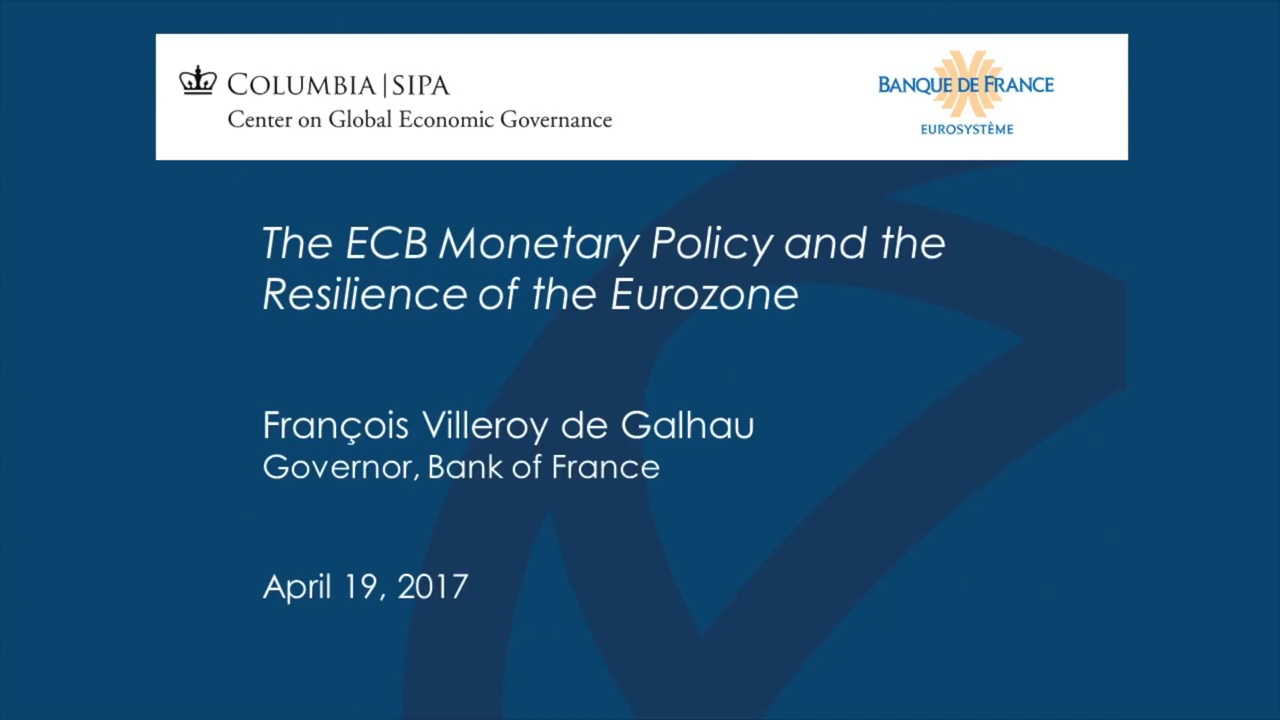 COLUMBIA | SIPA
Center on Global Economic Governance
BANQUE DE FRANCE
EUROSYSTÈME
The ECB Monetary Policy and the
Resilience of the Eurozone
François Villeroy de Galhau
Governor, Bank of France
April 19, 2017